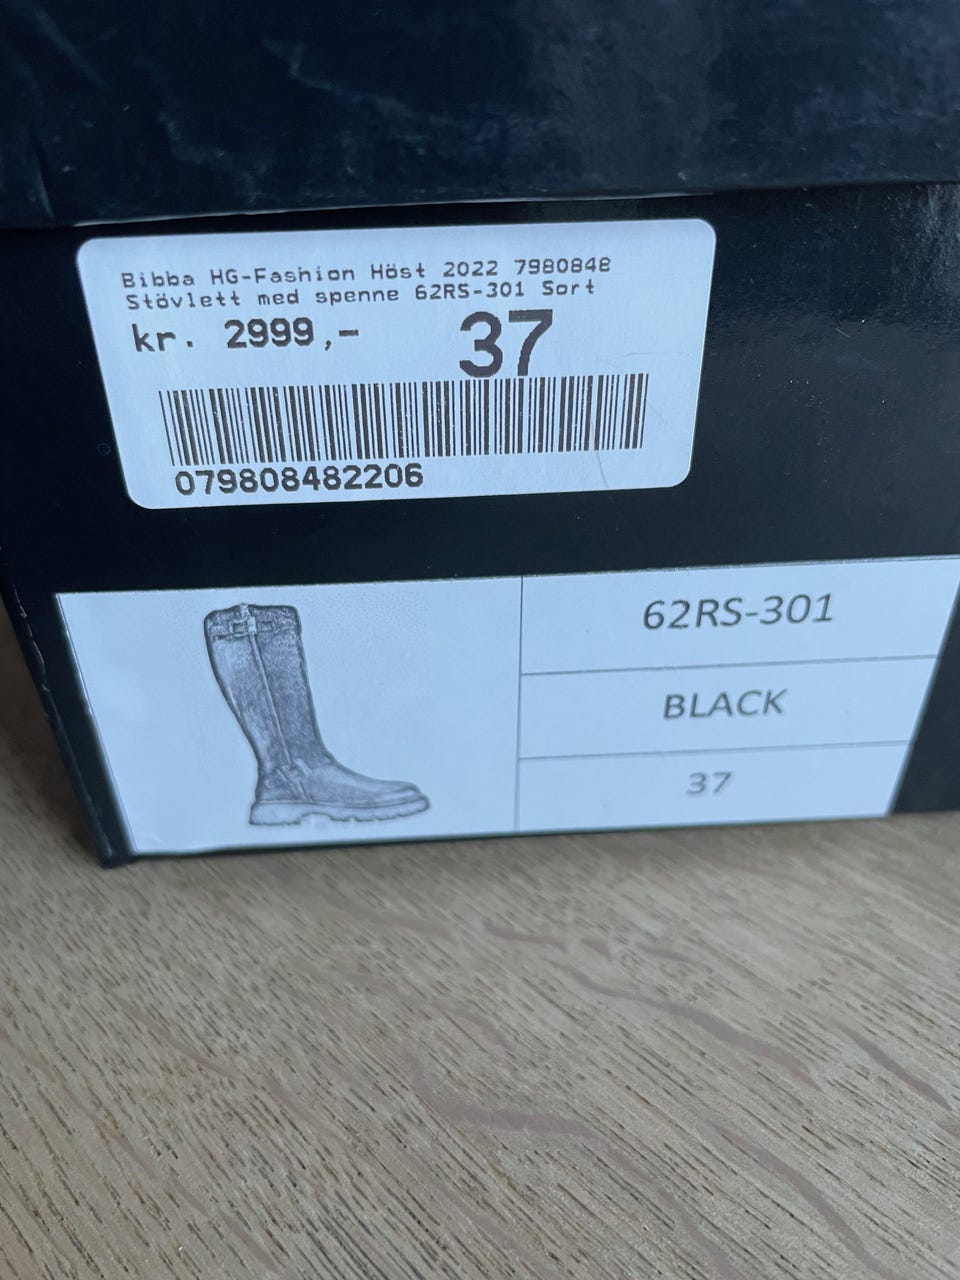 Bibba HG-Fashion Höst 2022 7980848
Stövlett med spenne 62RS-301 Sort
kr. 2999,- 37
079808482206
62RS-301
BLACK
37